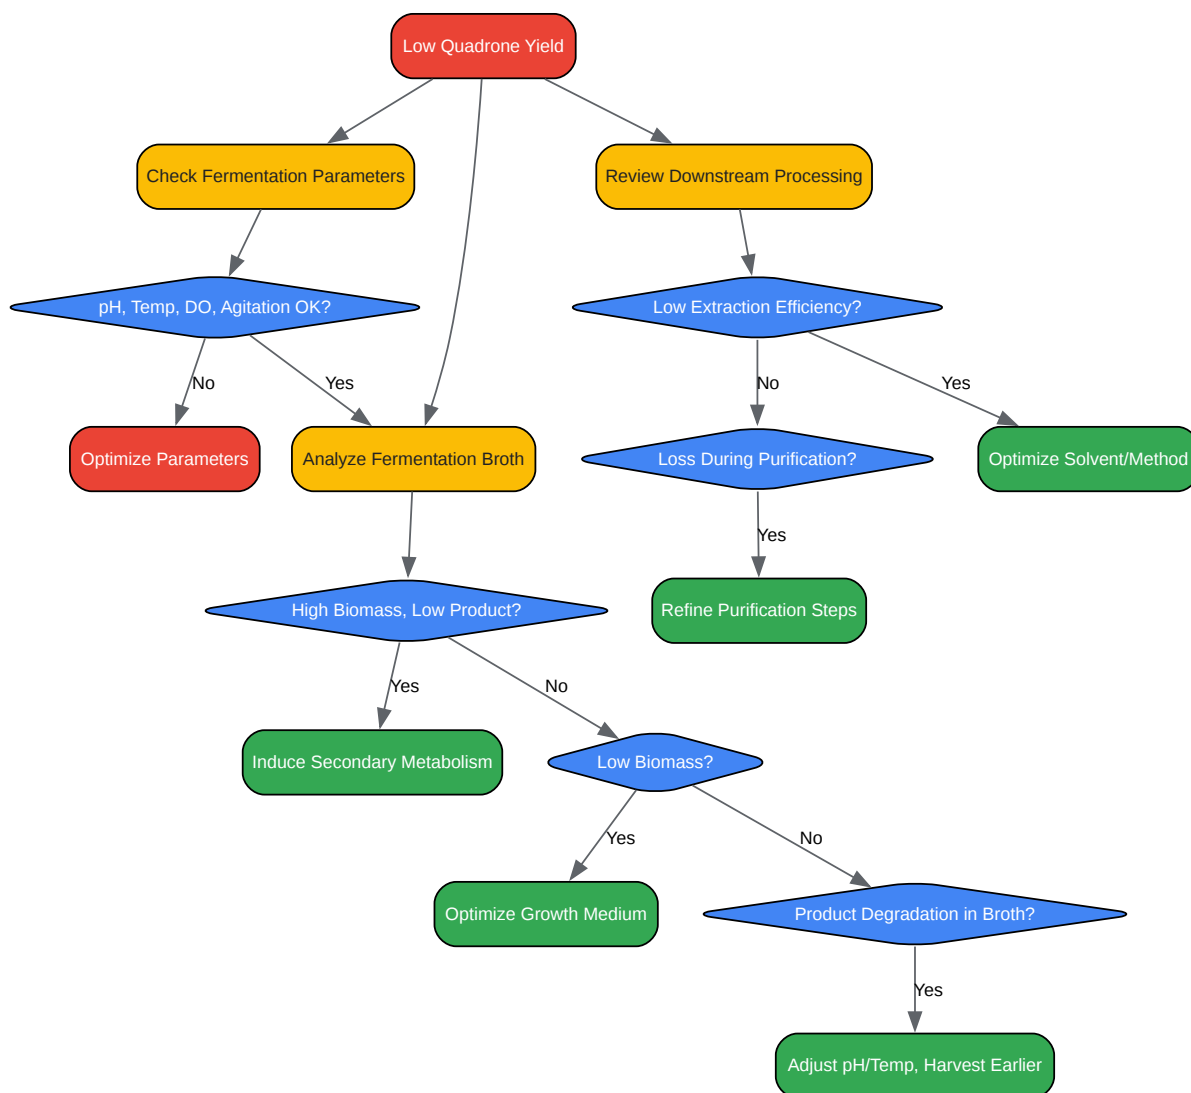 Low Quadrone Yield
Check Fermentation Parameters
Review Downstream Processing
pH, Temp, DO, Agitation OK?
Low Extraction Efficiency?
No
Yes
No
Yes
Optimize Parameters
Analyze Fermentation Broth
Loss During Purification?
Optimize Solvent/Method
Yes
High Biomass, Low Product?
Refine Purification Steps
Yes
No
Induce Secondary Metabolism
Low Biomass?
Yes
No
Optimize Growth Medium
Product Degradation in Broth?
Yes
Adjust pH/Temp, Harvest Earlier